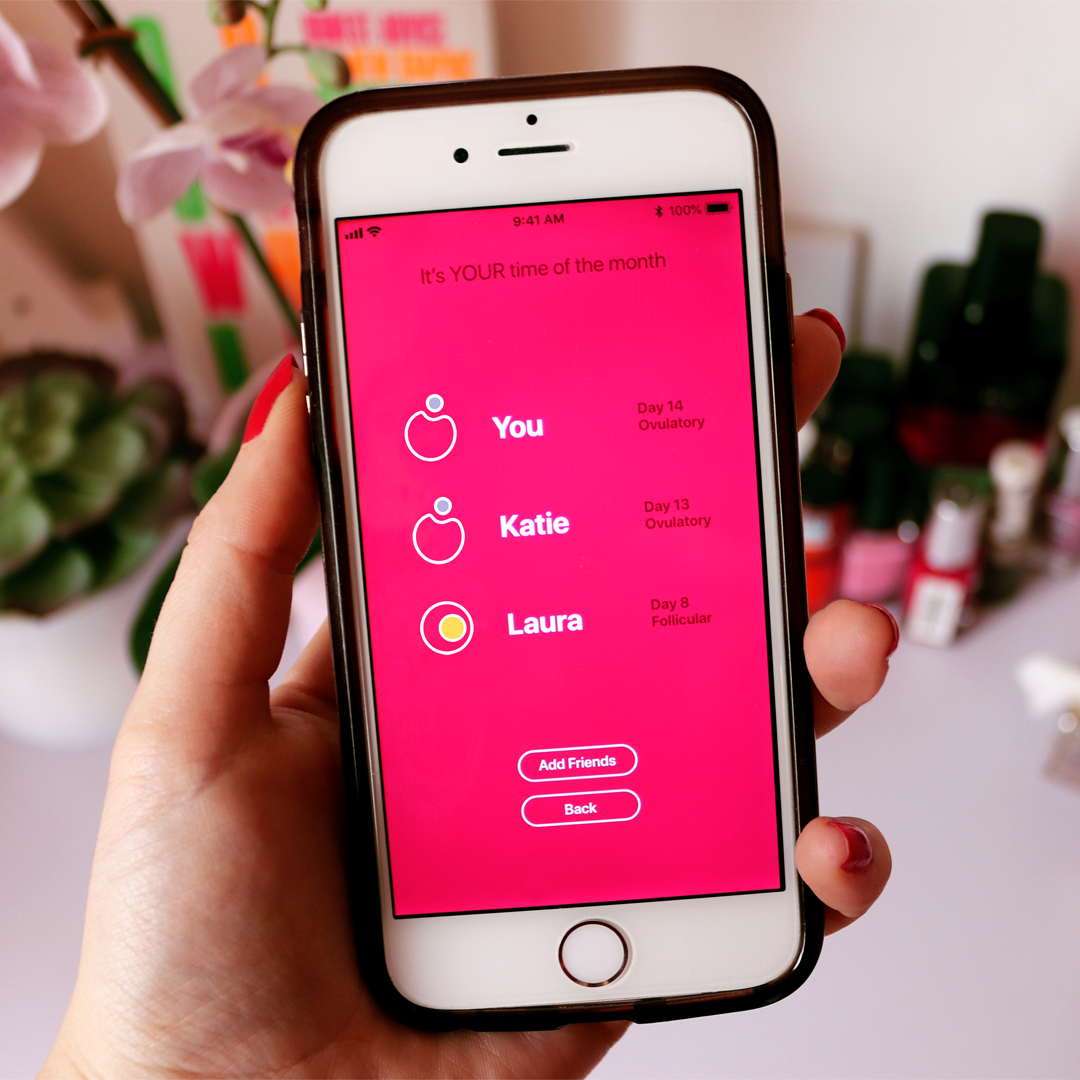 9:41 AM
100%
It's YOUR time of the month
You
Day 14
Ovulatory
Katie
Day 13
Ovulatory
Laura
Day 8
Follicular
Add Friends
Back